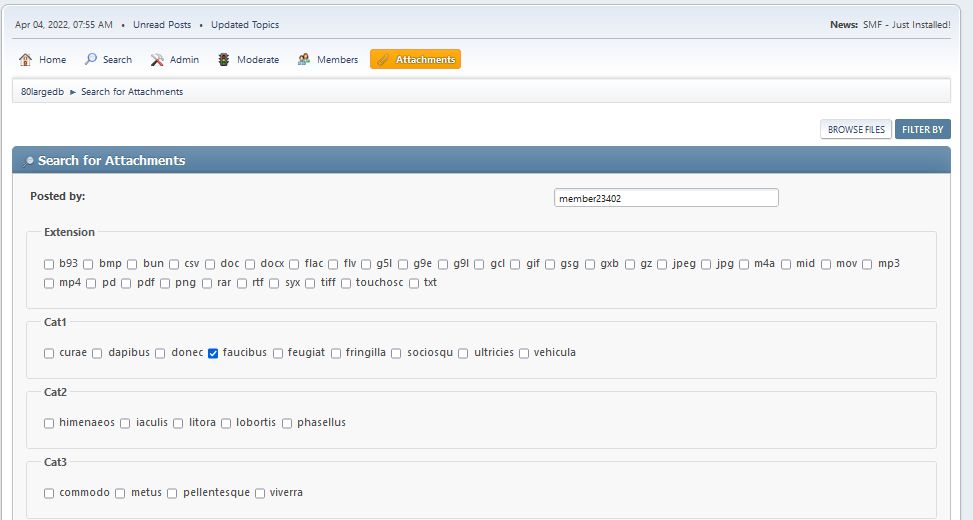 Apr 04, 2022, 07:55 AM • Unread Posts • Updated Topics News: SMF - Just Installed!
Home Search Admin Moderate Members Attachments
80largedb ► Search for Attachments
BROWSE FILES FILTER BY
Search for Attachments
Posted by: member23402
Extension
b93 bmp bun csv doc docx flac flv g5l g9e g9l gcl gif gsg gxb gz jpeg jpg m4a mid mov mp3
mp4 pd pdf png rar rtf syx tiff touchosc txt
Cat1
curae dapibus donec faucibus feugiat fringilla sociosqu ultricies vehicula
Cat2
himenaeos iaculis litora lobortis phasellus
Cat3
commodo metus pellentesque viverra